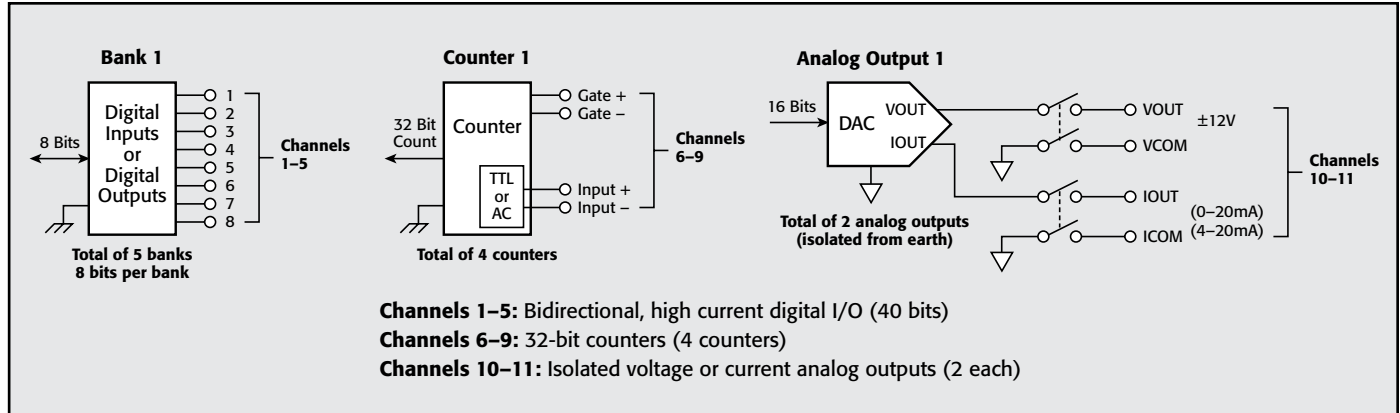 Bank 1
8 Bits
Digital
Inputs
or
Digital
Outputs
1
2
3
4
5
6
7
8
Channels
1–5
Total of 5 banks
8 bits per bank
Counter 1
32 Bit
Count
Counter
TTL
or
AC
Gate +
Gate –
Input +
Input –
Channels
6–9
Total of 4 counters
Analog Output 1
16 Bits
DAC
VOUT
IOUT
VOUT
±12V
VCOM
IOUT
(0–20mA)
ICOM
(4–20mA)
Channels
10–11
Total of 2 analog outputs
(isolated from earth)
Channels 1–5: Bidirectional, high current digital I/O (40 bits)
Channels 6–9: 32-bit counters (4 counters)
Channels 10–11: Isolated voltage or current analog outputs (2 each)